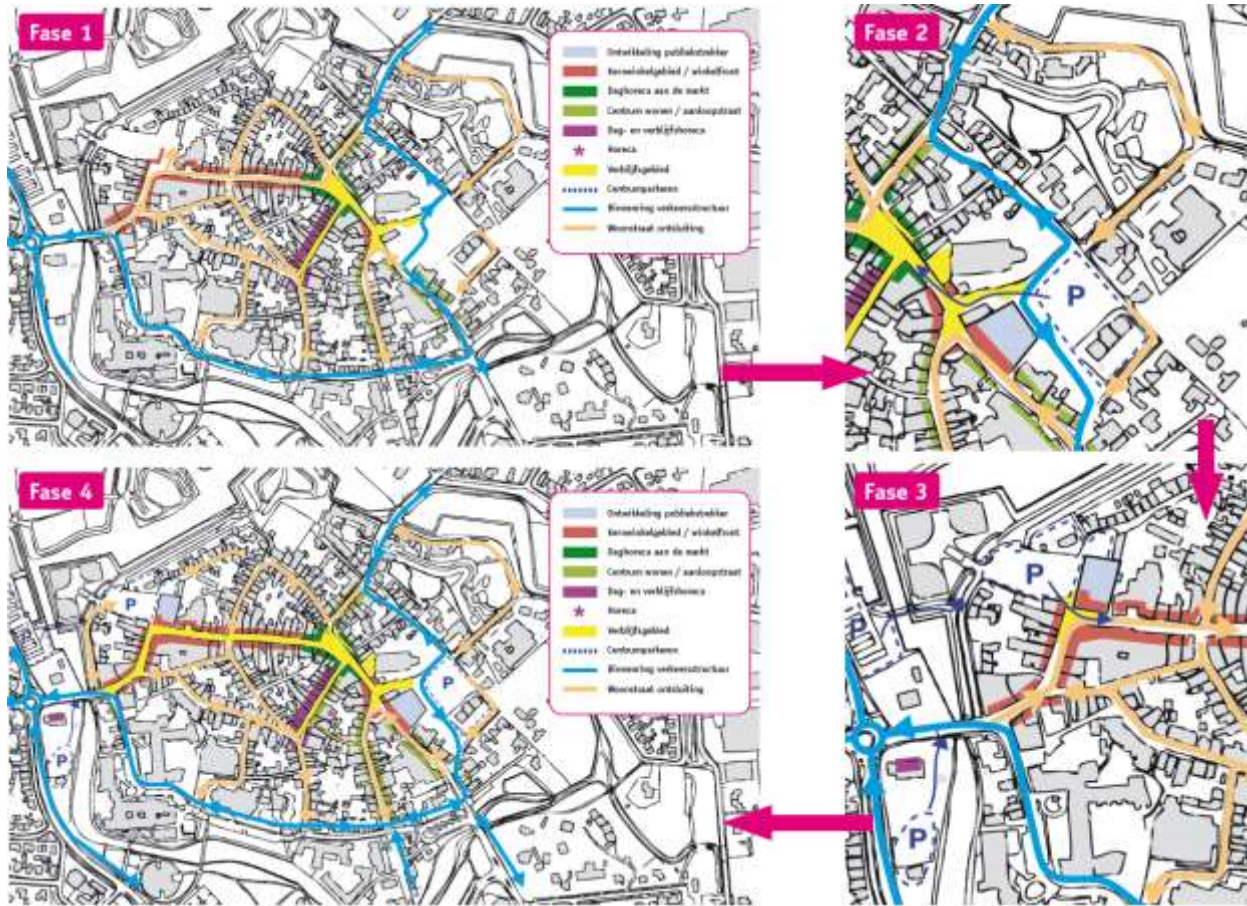 Fase 1
Ontwikkeling publiekstrekker
Kernwinkelgebied / winkelfront
Daghoreca aan de markt
Centrum wonen / aanloopstraat
Dag- en verblijfshoreca
Horeca
Verblijfsgebied
Centrumparkeren
Binnenring verkeersstructuur
Woonstraat ontsluiting
Fase 2
P
Fase 4
Ontwikkeling publiekstrekker
Kernwinkelgebied / winkelfront
Daghoreca aan de markt
Centrum wonen / aanloopstraat
Dag- en verblijfshoreca
Horeca
Verblijfsgebied
Centrumparkeren
Binnenring verkeersstructuur
Woonstraat ontsluiting
P
P
P
Fase 3
P
P
P